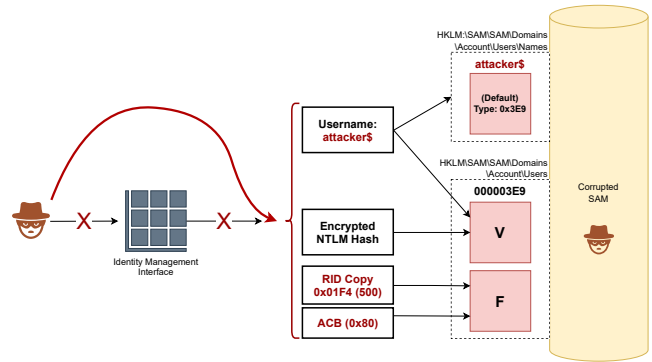 HKLM:\SAM\SAM\Domains
\Account\Users\Names
attacker$
(Default)
Type: 0x3E9
Username:
attacker$
HKLM\SAM\SAM\Domains
\Account\Users
000003E9
Corrupted
SAM
X
X
Identity Management
Interface
Encrypted
NTLM Hash
V
RID Copy
0x01F4 (500)
F
ACB (0x80)